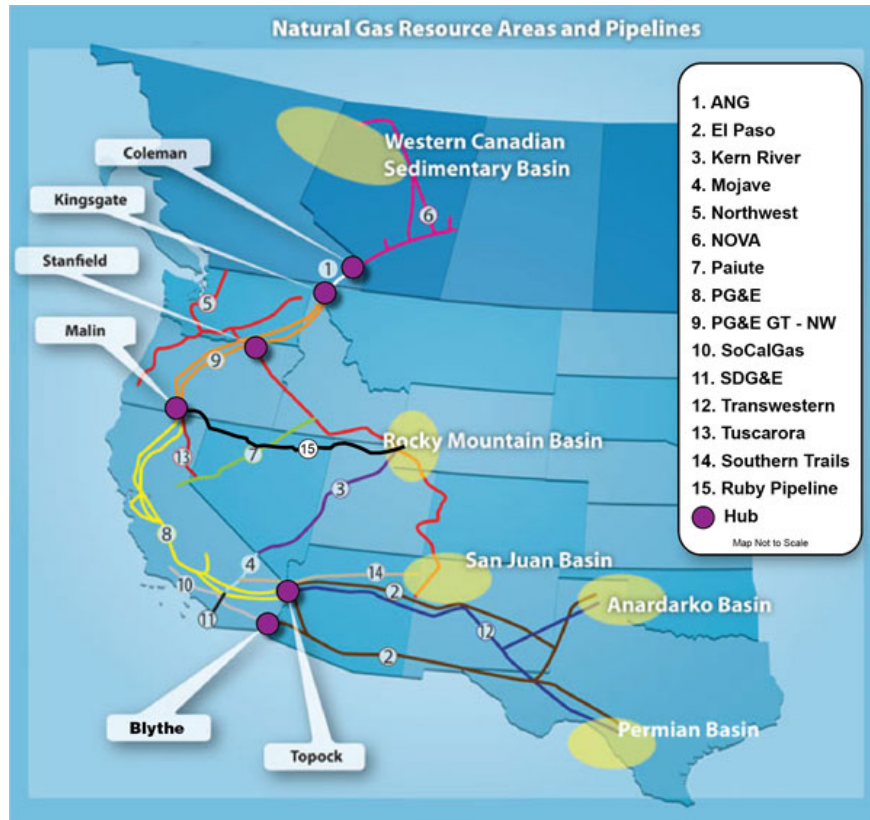 Natural Gas Resource Areas and Pipelines
1. ANG
2. El Paso
3. Kern River
4. Mojave
5. Northwest
6. NOVA
7. Paiute
8. PG&E
9. PG&E GT - NW
10. SoCalGas
11. SDG&E
12. Transwestern
13. Tuscarora
14. Southern Trails
15. Ruby Pipeline
Hub
Map Not to Scale
Coleman
Kingsgate
Stanfield
Malin
Western Canadian
Sedimentary Basin
6
1
5
9
Rocky Mountain Basin
15
13
7
3
8
4
San Juan Basin
14
10
2
Anardarko Basin
11
12
2
Blythe
Permian Basin
Topock